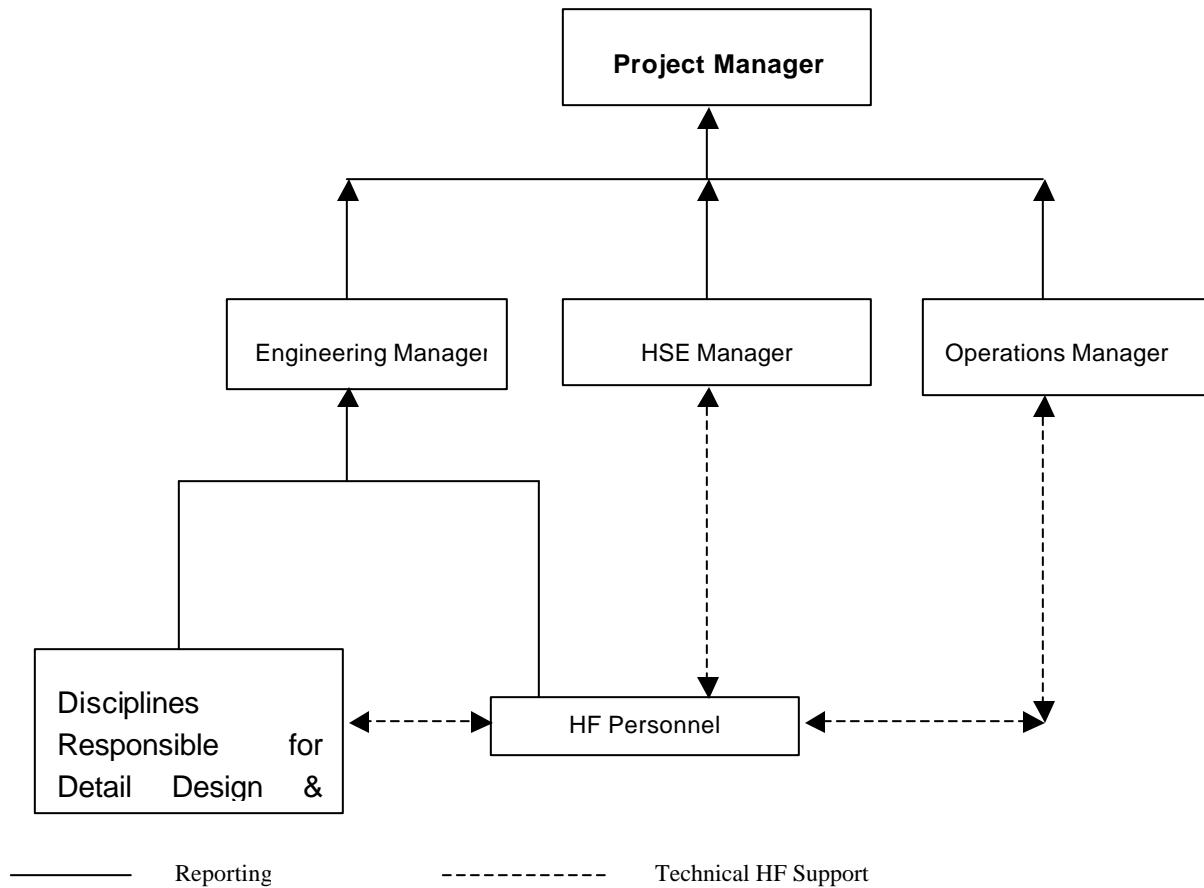 Project Manager
Engineering Manager
HSE Manager
Operations Manager
Disciplines
Responsible for
Detail Design &
HF Personnel
Reporting
Technical HF Support